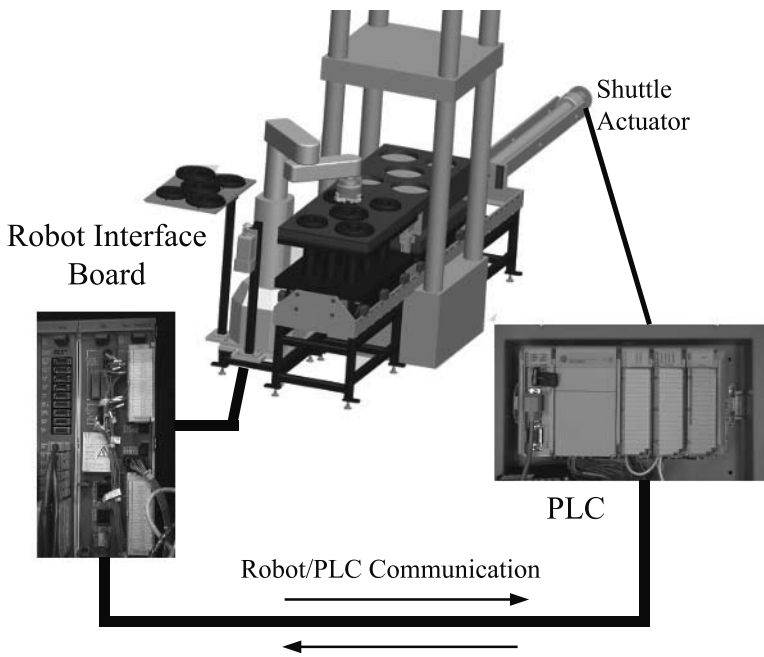 Shuttle
Actuator
Robot Interface
Board
PLC
Robot/PLC Communication